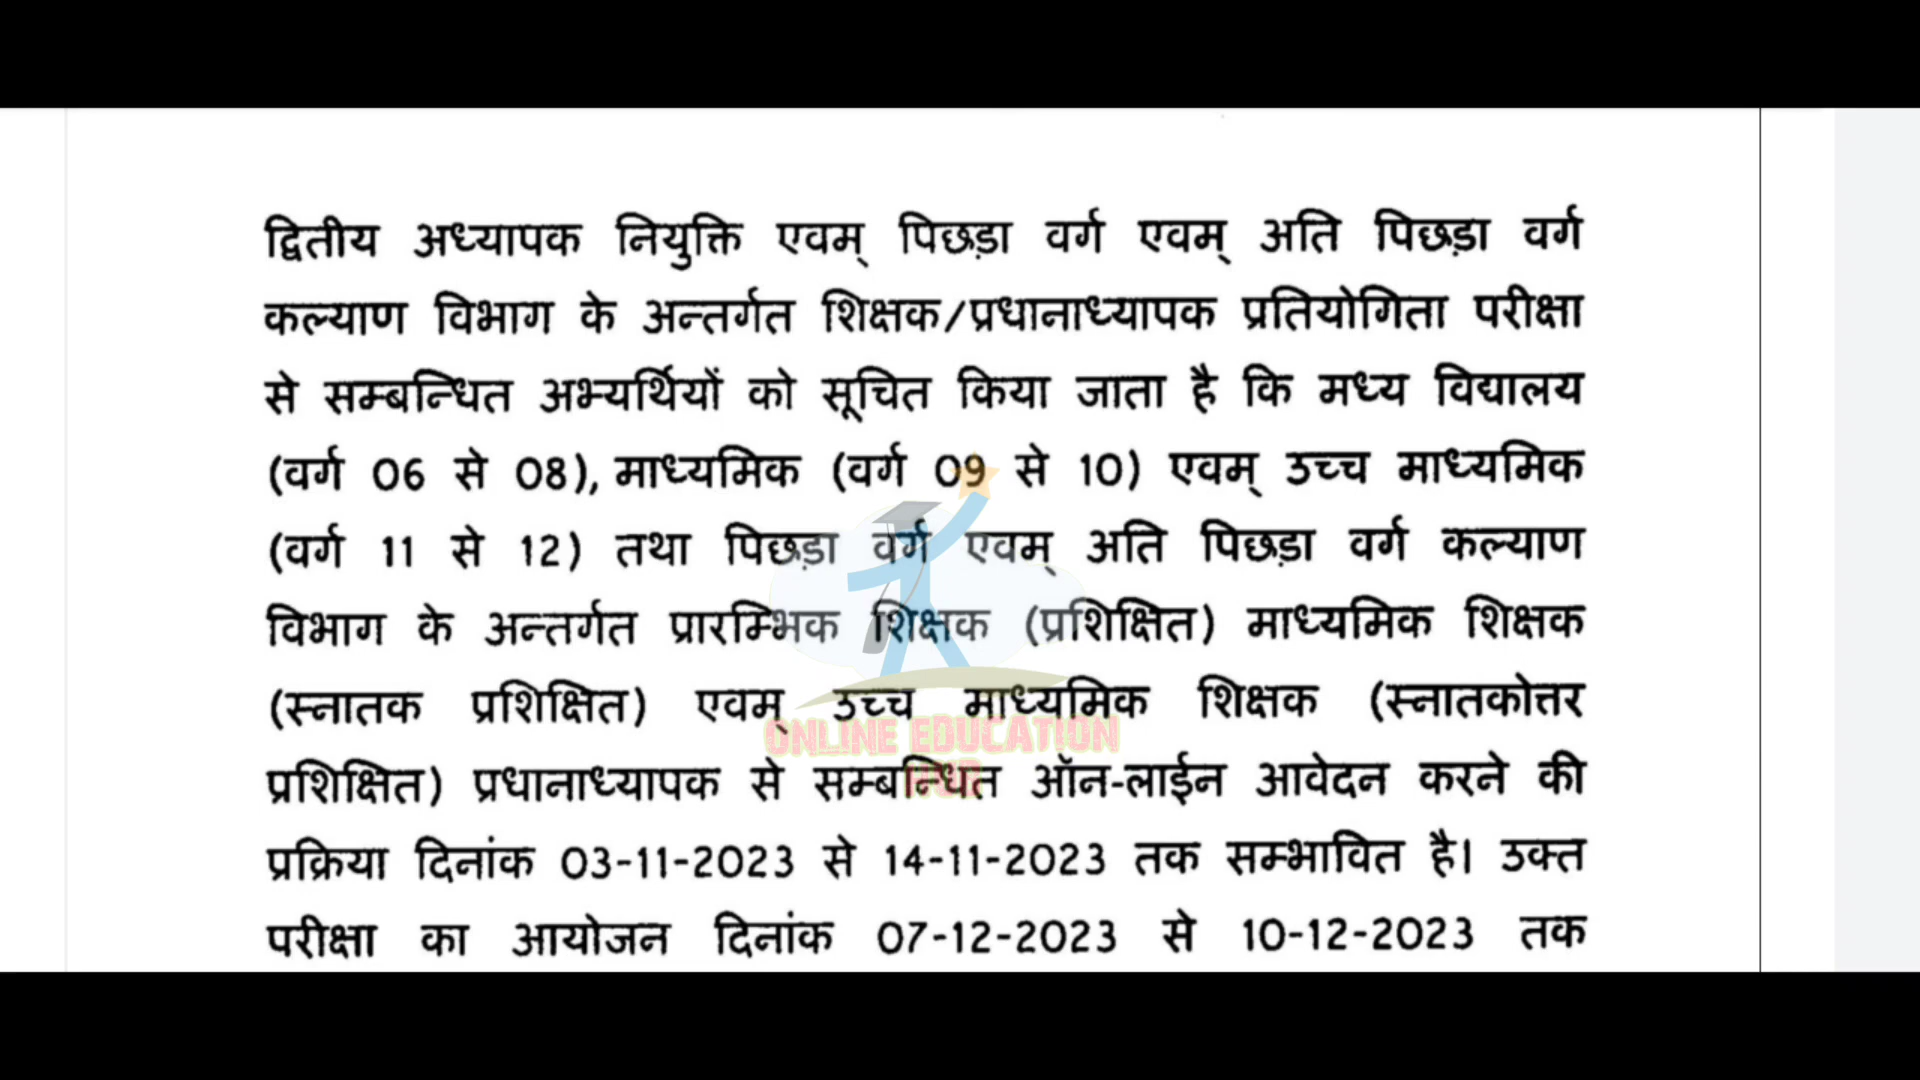 द्वितीय अध्यापक नियुक्ति एवम् पिछड़ा वर्ग एवम् अति पिछड़ा वर्ग
कल्याण विभाग के अन्तर्गत शिक्षक/प्रधानाध्यापक प्रतियोगिता परीक्षा
से सम्बन्धित अभ्यर्थियों को सूचित किया जाता है कि मध्य विद्यालय
(वर्ग 06 से 08), माध्यमिक (वर्ग 09 से 10) एवम् उच्च माध्यमिक
(वर्ग 11 से 12) तथा पिछड़ा वर्ग एवम् अति पिछड़ा वर्ग कल्याण
विभाग के अन्तर्गत प्रारम्भिक शिक्षक (प्रशिक्षित) माध्यमिक शिक्षक
(स्नातक प्रशिक्षित) एवम् उच्च माध्यमिक शिक्षक (स्नातकोत्तर
ONLINE EDUCATION
HUB
प्रशिक्षित) प्रधानाध्यापक से सम्बन्धित ऑन-लाईन आवेदन करने की
प्रक्रिया दिनांक 03-11-2023 से 14-11-2023 तक सम्भावित है। उक्त
परीक्षा का आयोजन दिनांक 07-12-2023 से 10-12-2023 तक